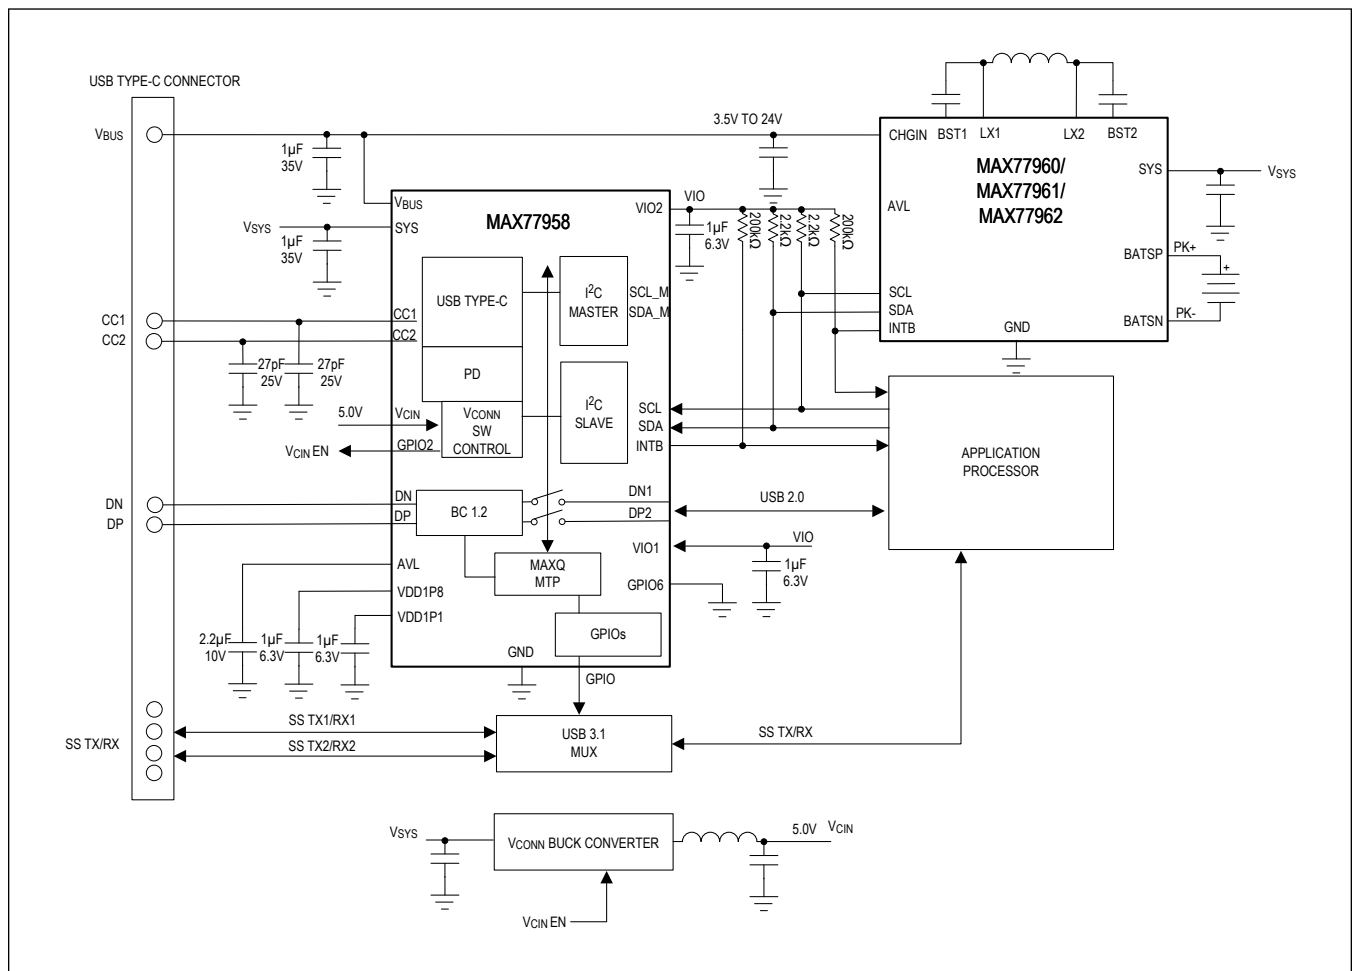 USB TYPE-C CONNECTOR
VBUS
3.5V TO 24V
1µF
35V
CHGIN
BST1
LX1
LX2
BST2
MAX77960/
MAX77961/
MAX77962
SYS
VSYS
AVL
BATSP
PK+
+
BATSN
PK-
SCL
SDA
INTB
GND
VBUS
MAX77958
VIO2
VIO
1µF
6.3V
200kΩ
2.2kΩ
2.2kΩ
200kΩ
VSYS
SYS
1µF
35V
USB TYPE-C
I2C
MASTER
SCL_M
SDA_M
CC1
CC2
CC1
CC2
27pF
25V
27pF
25V
PD
5.0V
VCIN
VCONN
SW
CONTROL
I2C
SLAVE
SCL
SDA
INTB
VCIN EN
GPIO2
APPLICATION
PROCESSOR
DN
DP
DN
DP
BC 1.2
DN1
DP2
USB 2.0
VIO1
VIO
1µF
6.3V
AVL
VDD1P8
VDD1P1
MAXQ
MTP
GPIO6
GPIOs
2.2µF
10V
1µF
6.3V
1µF
6.3V
GND
GPIO
SS TX/RX
SS TX1/RX1
SS TX2/RX2
USB 3.1
MUX
SS TX/RX
VSYS
VCONN BUCK CONVERTER
5.0V
VCIN
VCIN EN